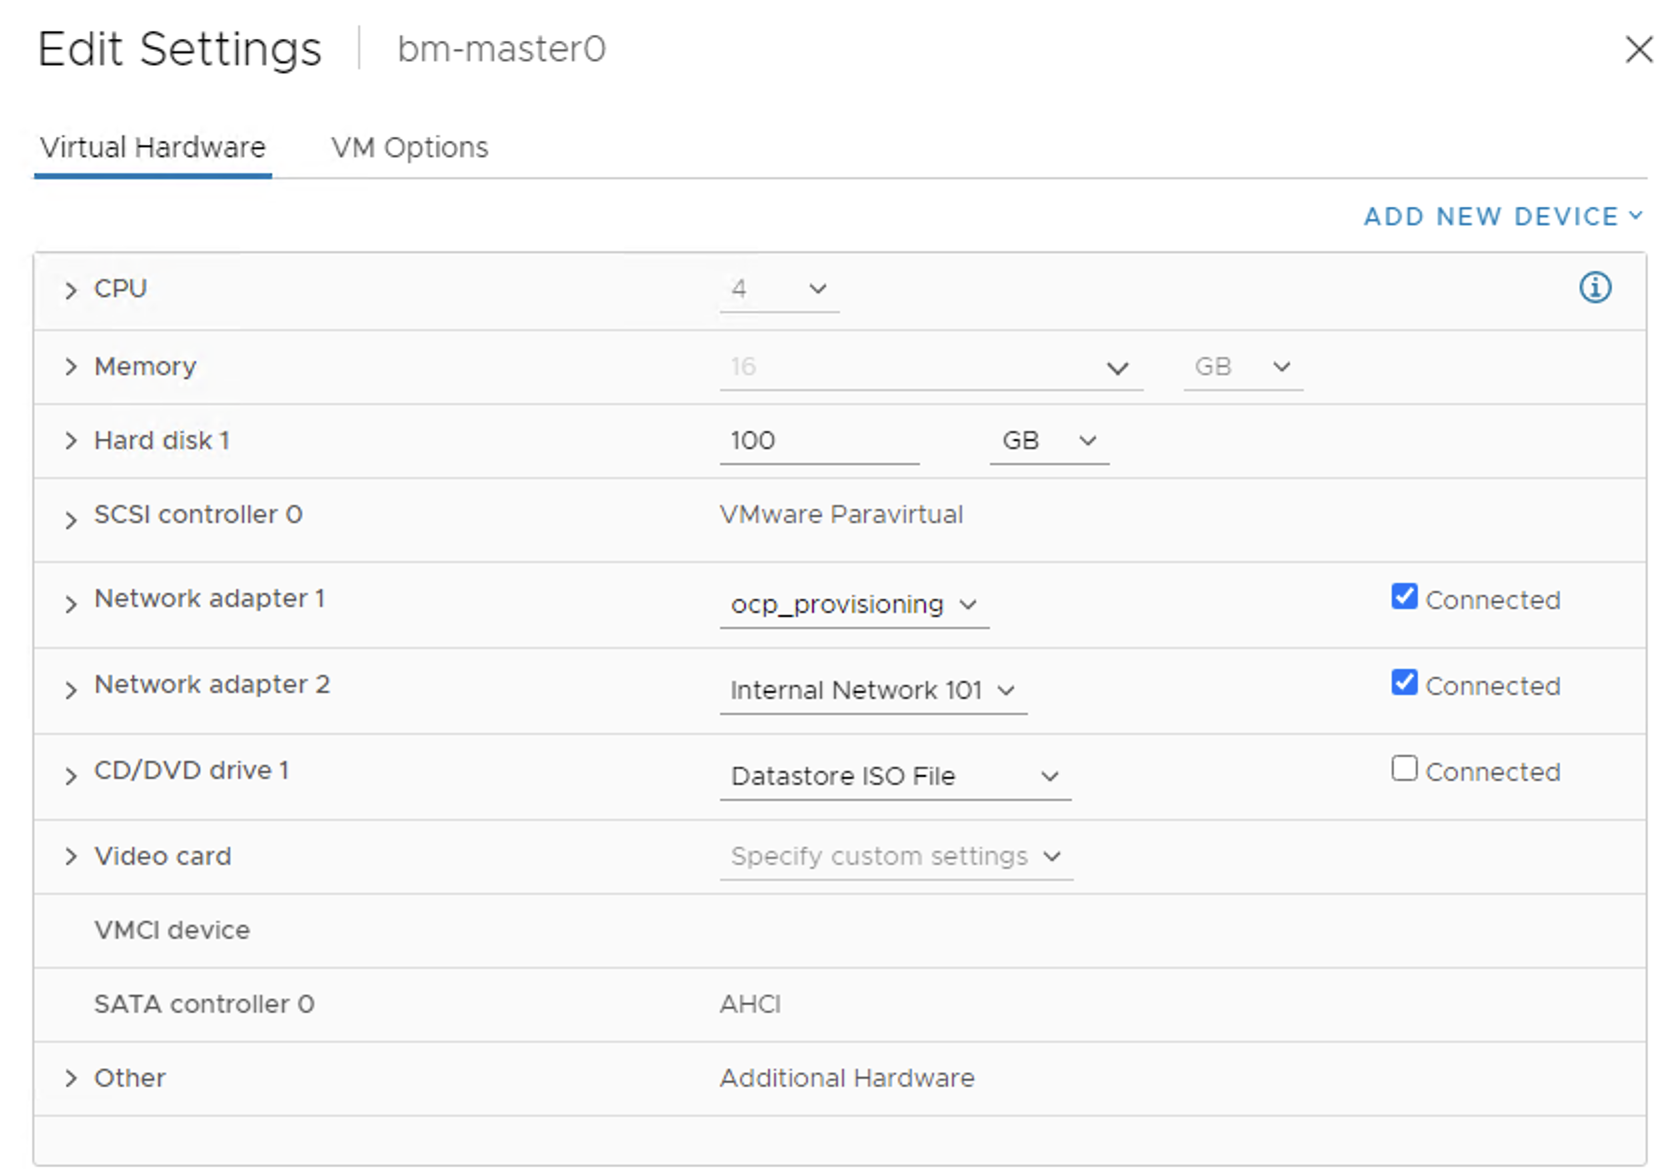 Edit Settings | bm-master0
Virtual Hardware VM Options
ADD NEW DEVICE
CPU 4
Memory 16 GB
Hard disk 1 100 GB
SCSI controller 0 VMware Paravirtual
Network adapter 1 ocp_provisioning Connected
Network adapter 2 Internal Network 101 Connected
CD/DVD drive 1 Datastore ISO File Connected
Video card Specify custom settings
VMCI device
SATA controller 0 AHCI
Other Additional Hardware